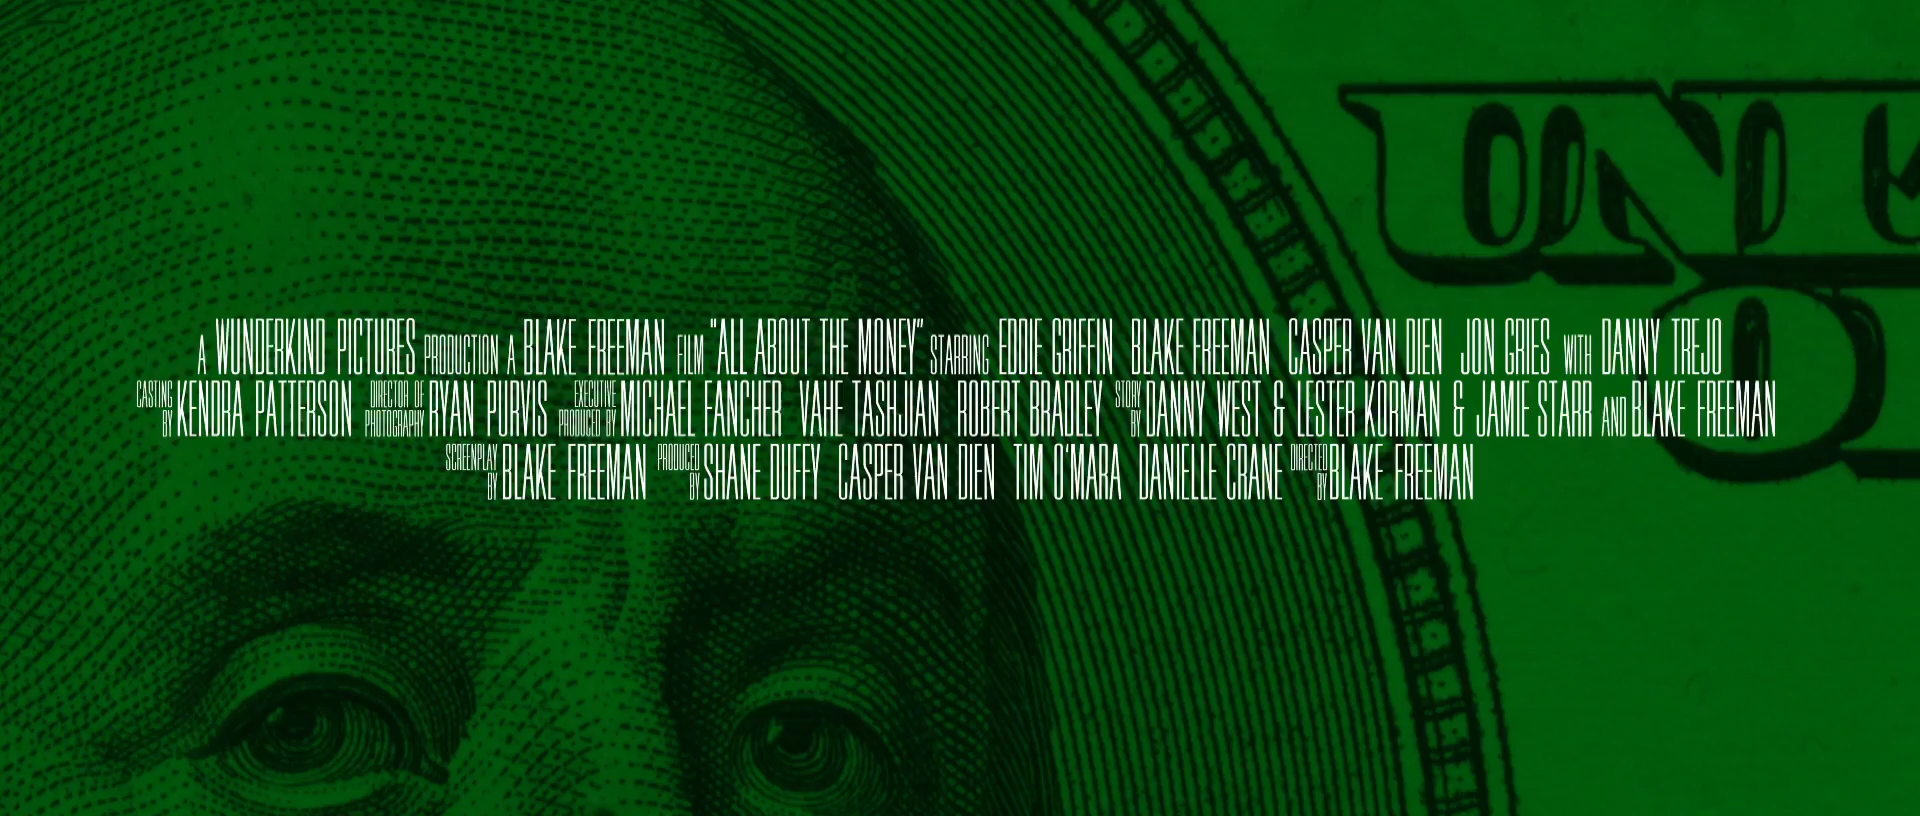 UNI
O
A WUNDERKIND PICTURES PRODUCTION A BLAKE FREEMAN FILM "ALL ABOUT THE MONEY" STARRING EDDIE GRIFFIN BLAKE FREEMAN CASPER VAN DIEN JON GRIES WITH DANNY TREJO
CASTING BY KENDRA PATTERSON DIRECTOR OF PHOTOGRAPHY RYAN PURVIS EXECUTIVE PRODUCED BY MICHAEL FANCHER VAHE TASHJIAN ROBERT BRADLEY STORY BY DANNY WEST & LESTER KORMAN & JAMIE STARR AND BLAKE FREEMAN
SCREENPLAY BY BLAKE FREEMAN PRODUCED BY SHANE DUFFY CASPER VAN DIEN TIM O'MARA DANIELLE CRANE DIRECTED BY BLAKE FREEMAN